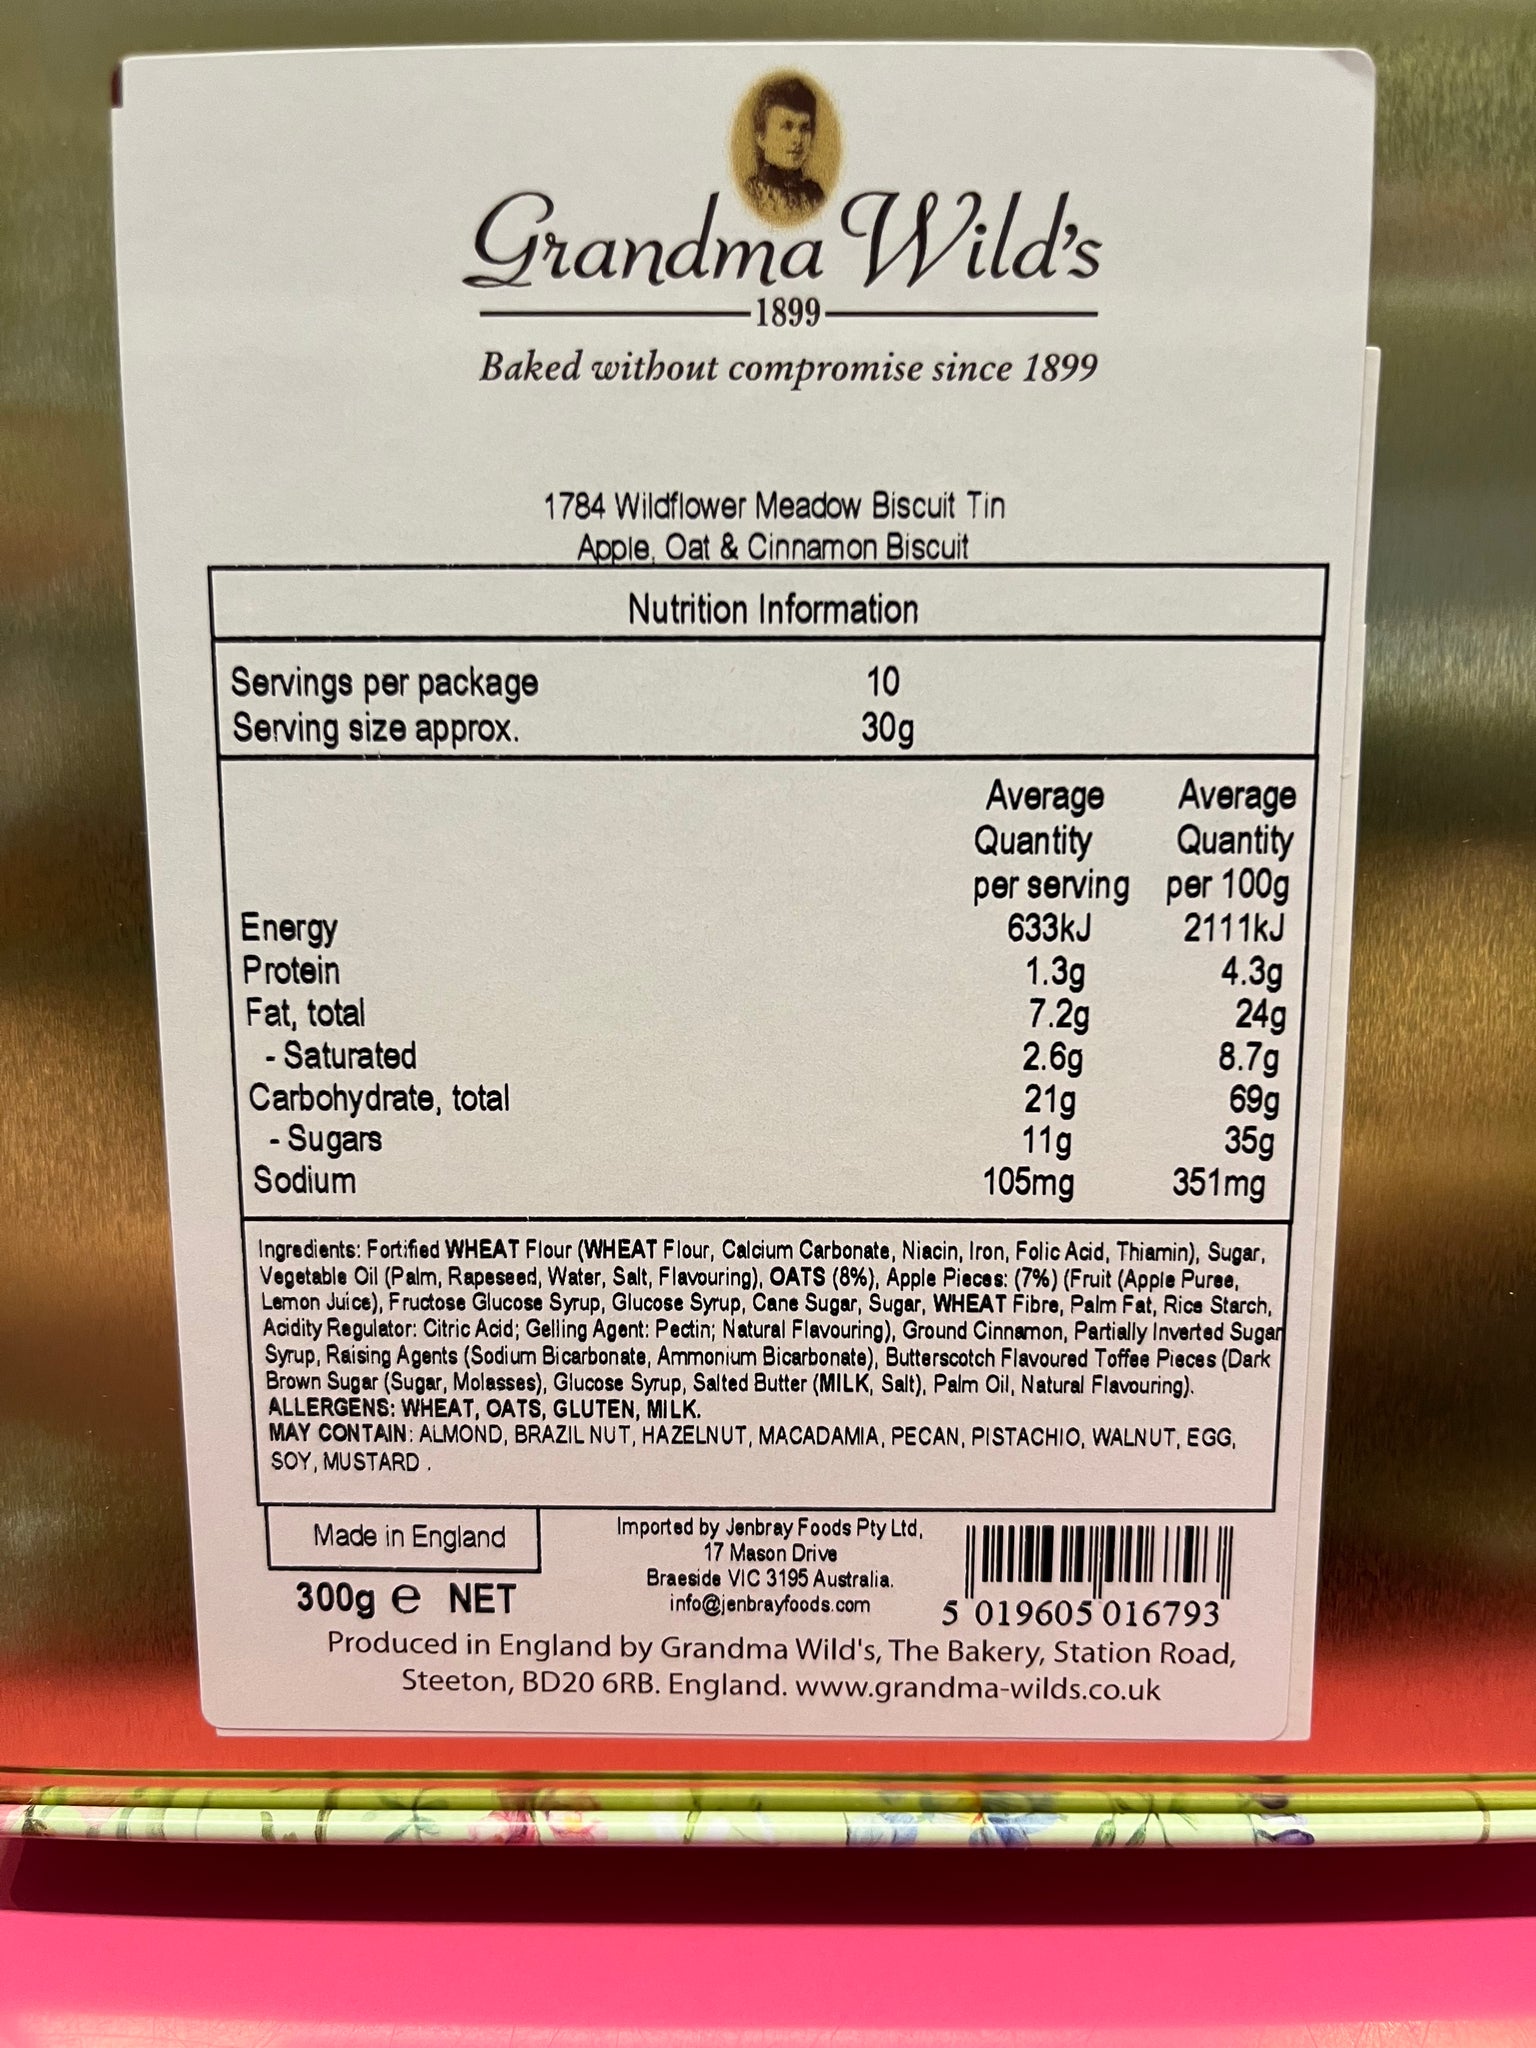 Grandma Wild's
1899
Baked without compromise since 1899
1784 Wildflower Meadow Biscuit Tin
Apple, Oat & Cinnamon Biscuit
Nutrition Information
Servings per package 10
Serving size approx. 30g
Average Average
Quantity Quantity
per serving per 100g
Energy 633kJ 2111kJ
Protein 1.3g 4.3g
Fat, total 7.2g 24g
- Saturated 2.6g 8.7g
Carbohydrate, total 21g 69g
- Sugars 11g 35g
Sodium 105mg 351mg
Ingredients: Fortified WHEAT Flour (WHEAT Flour, Calcium Carbonate, Niacin, Iron, Folic Acid, Thiamin), Sugar,
Vegetable Oil (Palm, Rapeseed, Water, Salt, Flavouring), OATS (8%), Apple Pieces: (7%) (Fruit (Apple Puree,
Lemon Juice), Fructose Glucose Syrup, Glucose Syrup, Cane Sugar, Sugar, WHEAT Fibre, Palm Fat, Rice Starch,
Acidity Regulator: Citric Acid; Gelling Agent: Pectin; Natural Flavouring), Ground Cinnamon, Partially Inverted Sugar
Syrup, Raising Agents (Sodium Bicarbonate, Ammonium Bicarbonate), Butterscotch Flavoured Toffee Pieces (Dark
Brown Sugar (Sugar, Molasses), Glucose Syrup, Salted Butter (MILK, Salt), Palm Oil, Natural Flavouring).
ALLERGENS: WHEAT, OATS, GLUTEN, MILK.
MAY CONTAIN: ALMOND, BRAZIL NUT, HAZELNUT, MACADAMIA, PECAN, PISTACHIO, WALNUT, EGG,
SOY, MUSTARD .
Made in England
300g e NET
Imported by Jenbray Foods Pty Ltd,
17 Mason Drive
Braeside VIC 3195 Australia.
info@jenbrayfoods.com
5 019605 016793
Produced in England by Grandma Wild's, The Bakery, Station Road,
Steeton, BD20 6RB. England. www.grandma-wilds.co.uk